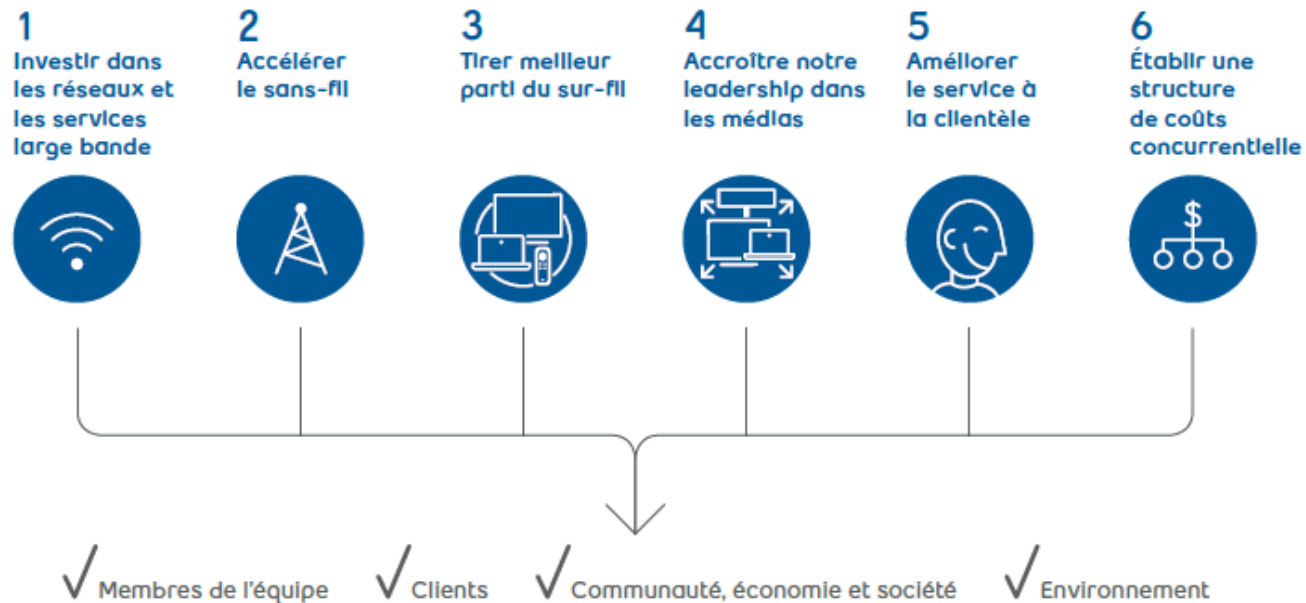 1
Investir dans
les réseaux et
les services
large bande
2
Accélérer
le sans-fil
3
Tirer meilleur
parti du sur-fil
4
Accroître notre
leadership dans
les médias
5
Améliorer
le service à
la clientèle
6
Établir une
structure
de coûts
concurrentielle
$
Membres de l'équipe
Clients
Communauté, économie et société
Environnement